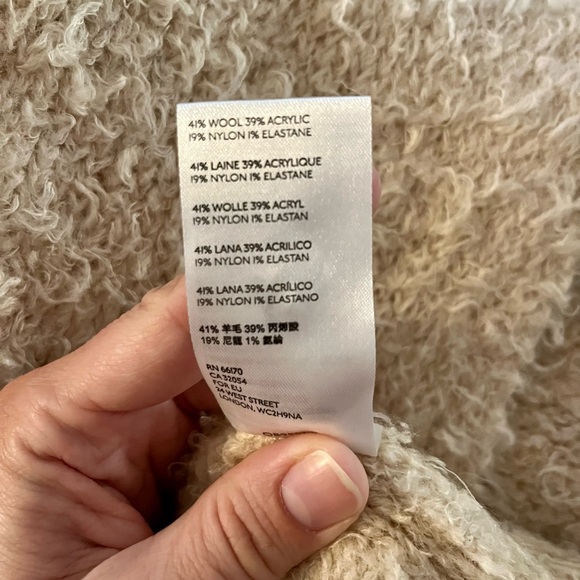 41% WOOL 39% ACRYLIC
19% NYLON 1% ELASTANE
41% LAINE 39% ACRYLIQUE
19% NYLON 1% ELASTANE
41% WOLLE 39% ACRYL
19% NYLON 1% ELASTAN
41% LANA 39% ACRILICO
19% NYLON 1% ELASTAN
41% LANA 39% ACRÍLICO
19% NYLON 1% ELASTANO
41% 羊毛 39% 丙烯酸
19% 尼龍 1% 氨綸
RN 66170
CA 32054
FOR EU
34 WEST STREET
LONDON, WC2H9NA